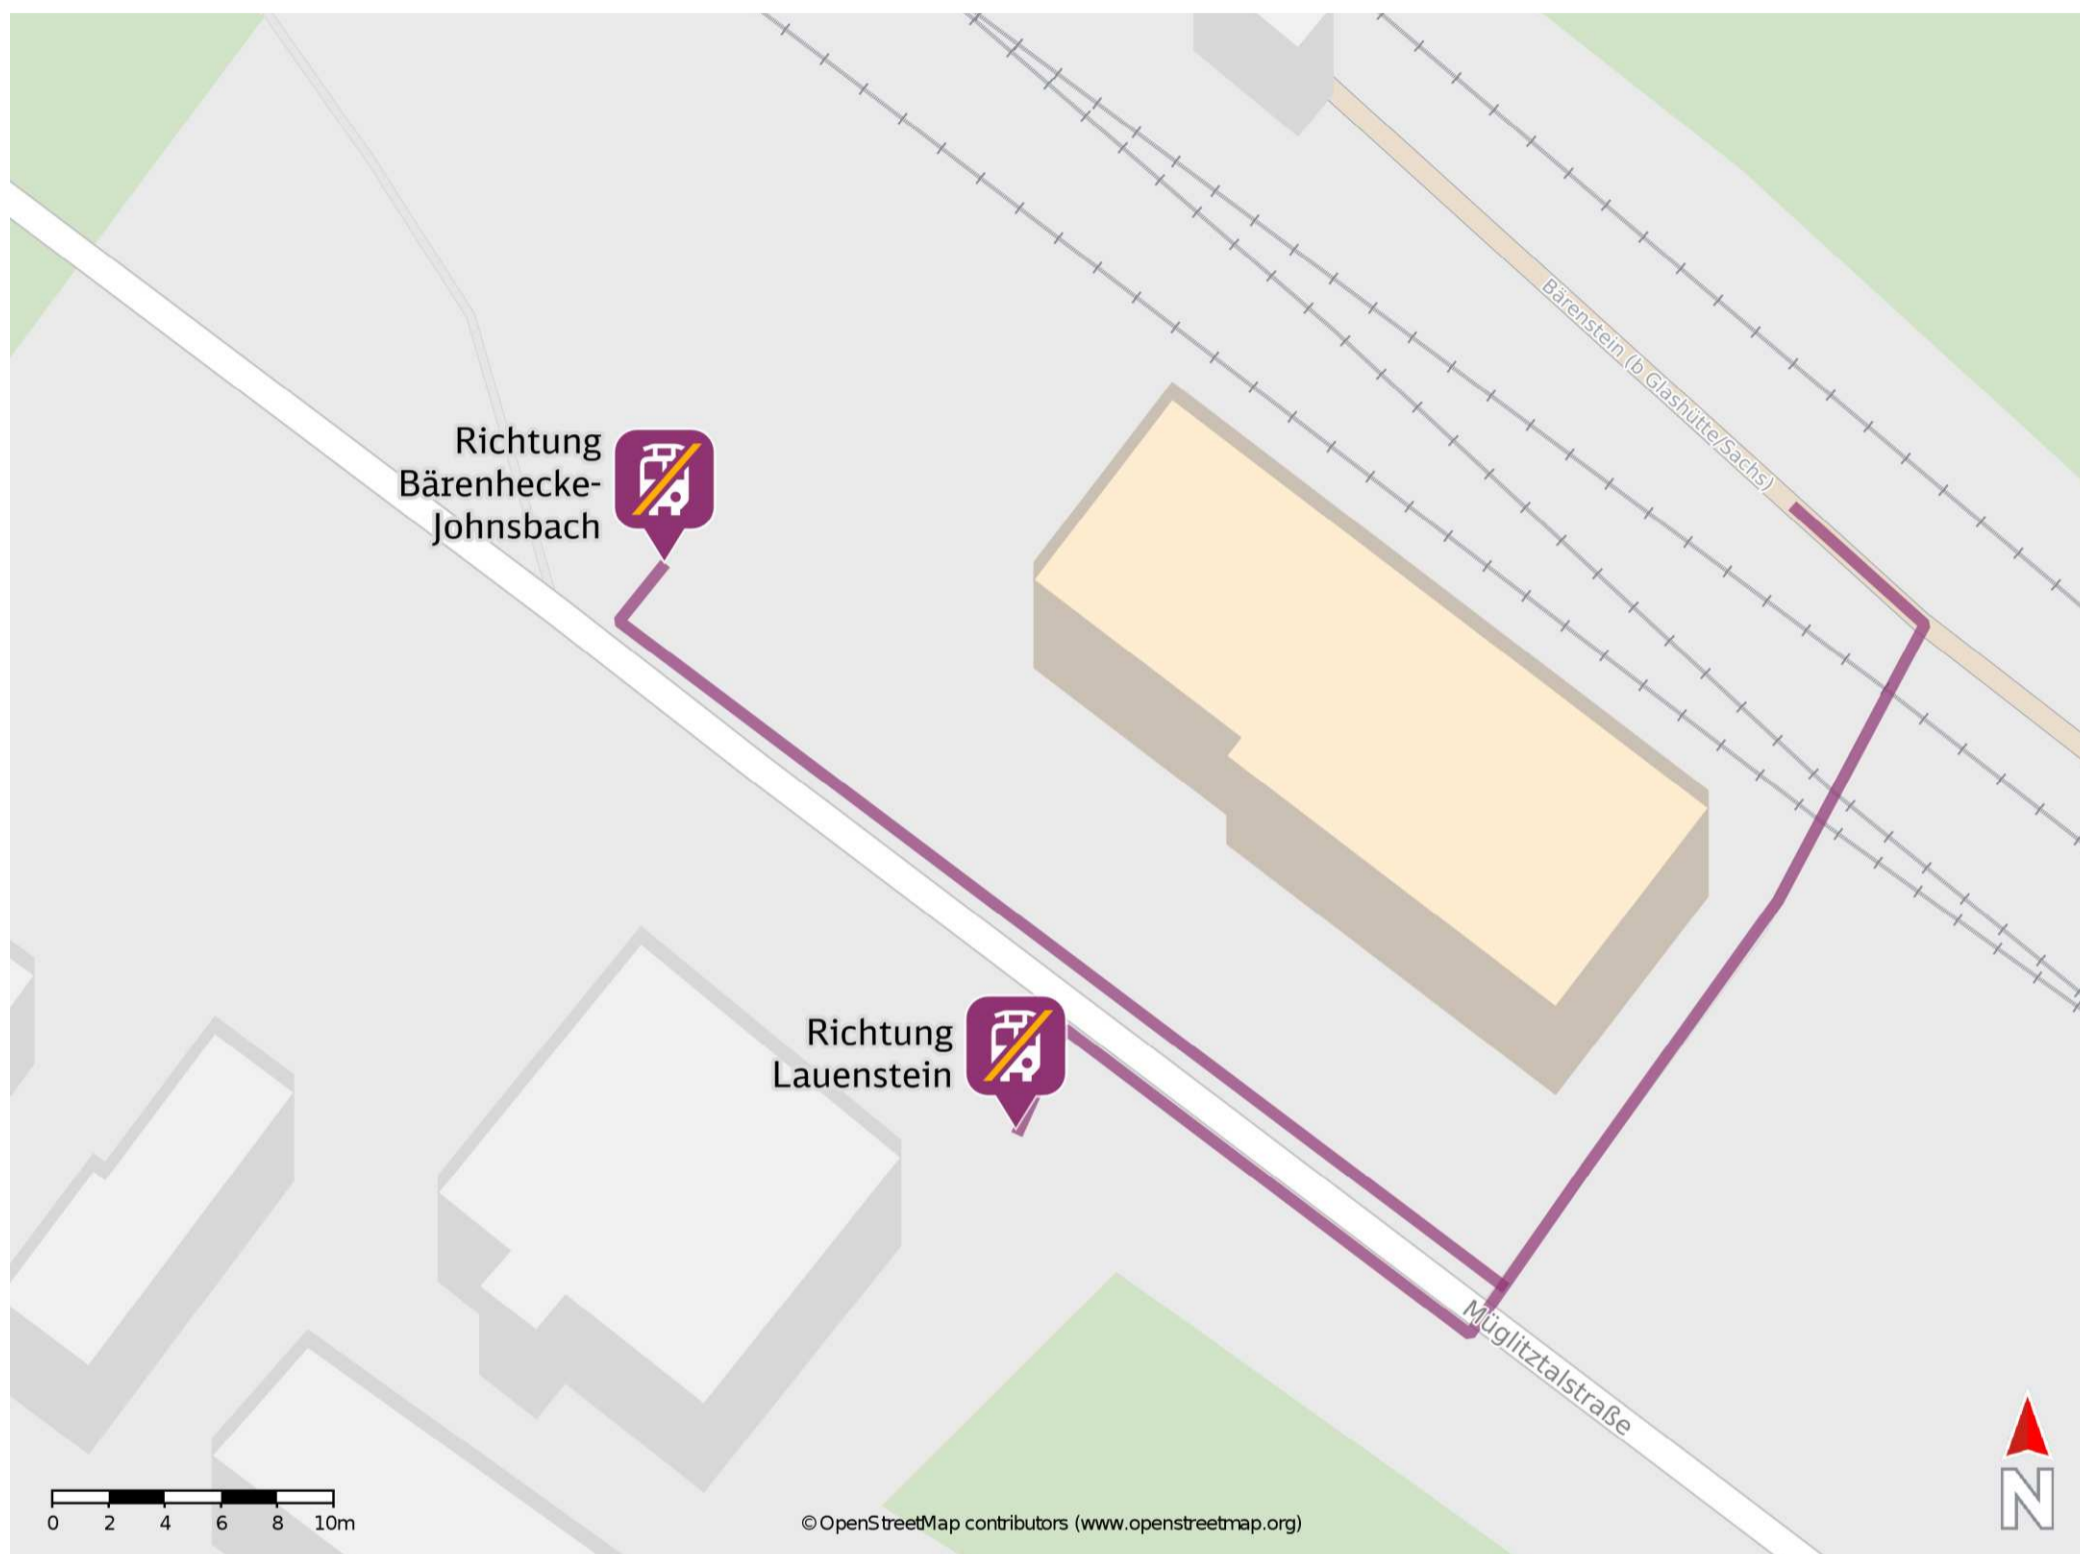 Bärenstein (b Glashütte/Sachs)
Richtung
Bärenhecke-
Johnsbach
Richtung
Lauenstein
Müglitztalstraße
0 2 4 6 8 10m
© OpenStreetMap contributors (www.openstreetmap.org)
N